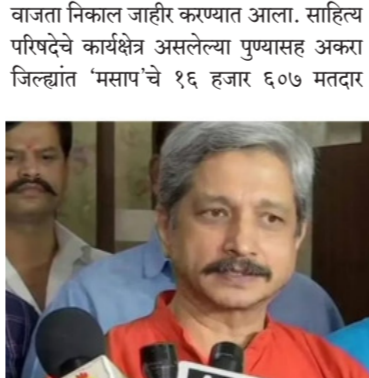 वाजता निकाल जाहीर करण्यात आला. साहित्य
परिषदेचे कार्यक्षेत्र असलेल्या पुण्यासह अकरा
जिल्ह्यांत ‘मसाप’चे १६ हजार ६०७ मतदार